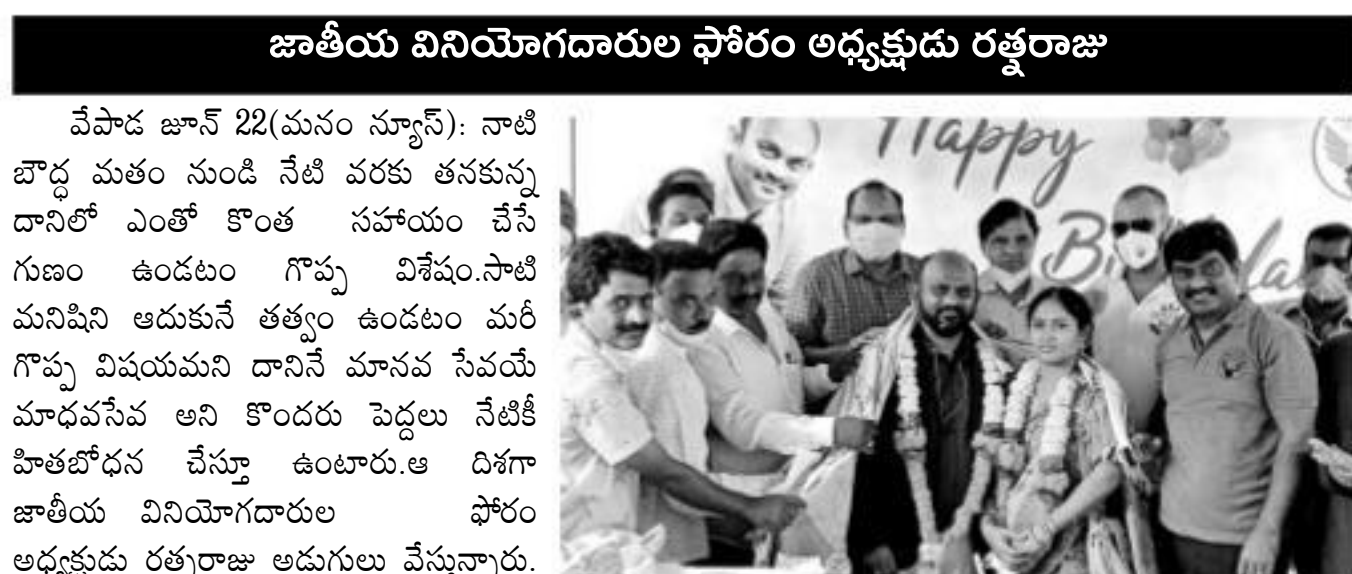 జాతీయ వినియోగదారుల ఫోరం అధ్యక్షుడు రత్నరాజు
వేపాడ జూన్ 22(మనం న్యూస్): నాటి
బౌద్ధ మతం నుండి నేటి వరకు తనకున్న
దానిలో ఎంతో కొంత సహాయం చేసే
గుణం ఉండటం గొప్ప విశేషం.సాటి
మనిషిని ఆదుకునే తత్వం ఉండటం మరీ
గొప్ప విషయమని దానినే మానవ సేవయే
మాధవసేవ అని కొందరు పెద్దలు నేటికీ
హితబోధన చేస్తూ ఉంటారు.ఆ దిశగా
జాతీయ వినియోగదారుల ఫోరం
అధ్యక్షుడు రత్నరాజు అడుగులు వేస్తున్నారు.
Happy